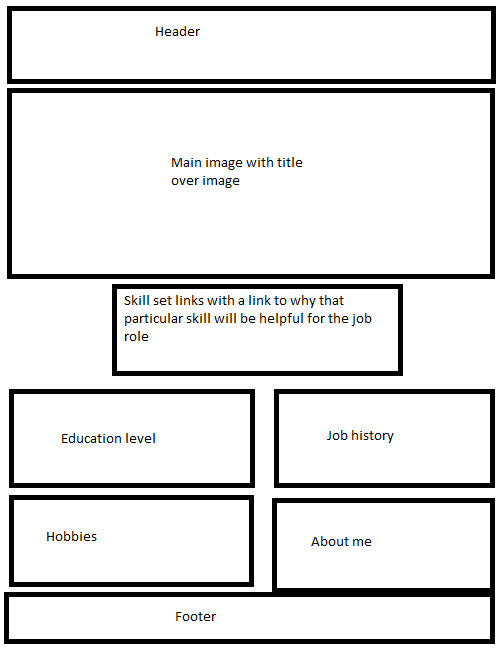 Header
Main image with title
over image
Skill set links with a link to why that
particular skill will be helpful for the job
role
Education level
Job history
Hobbies
About me
Footer